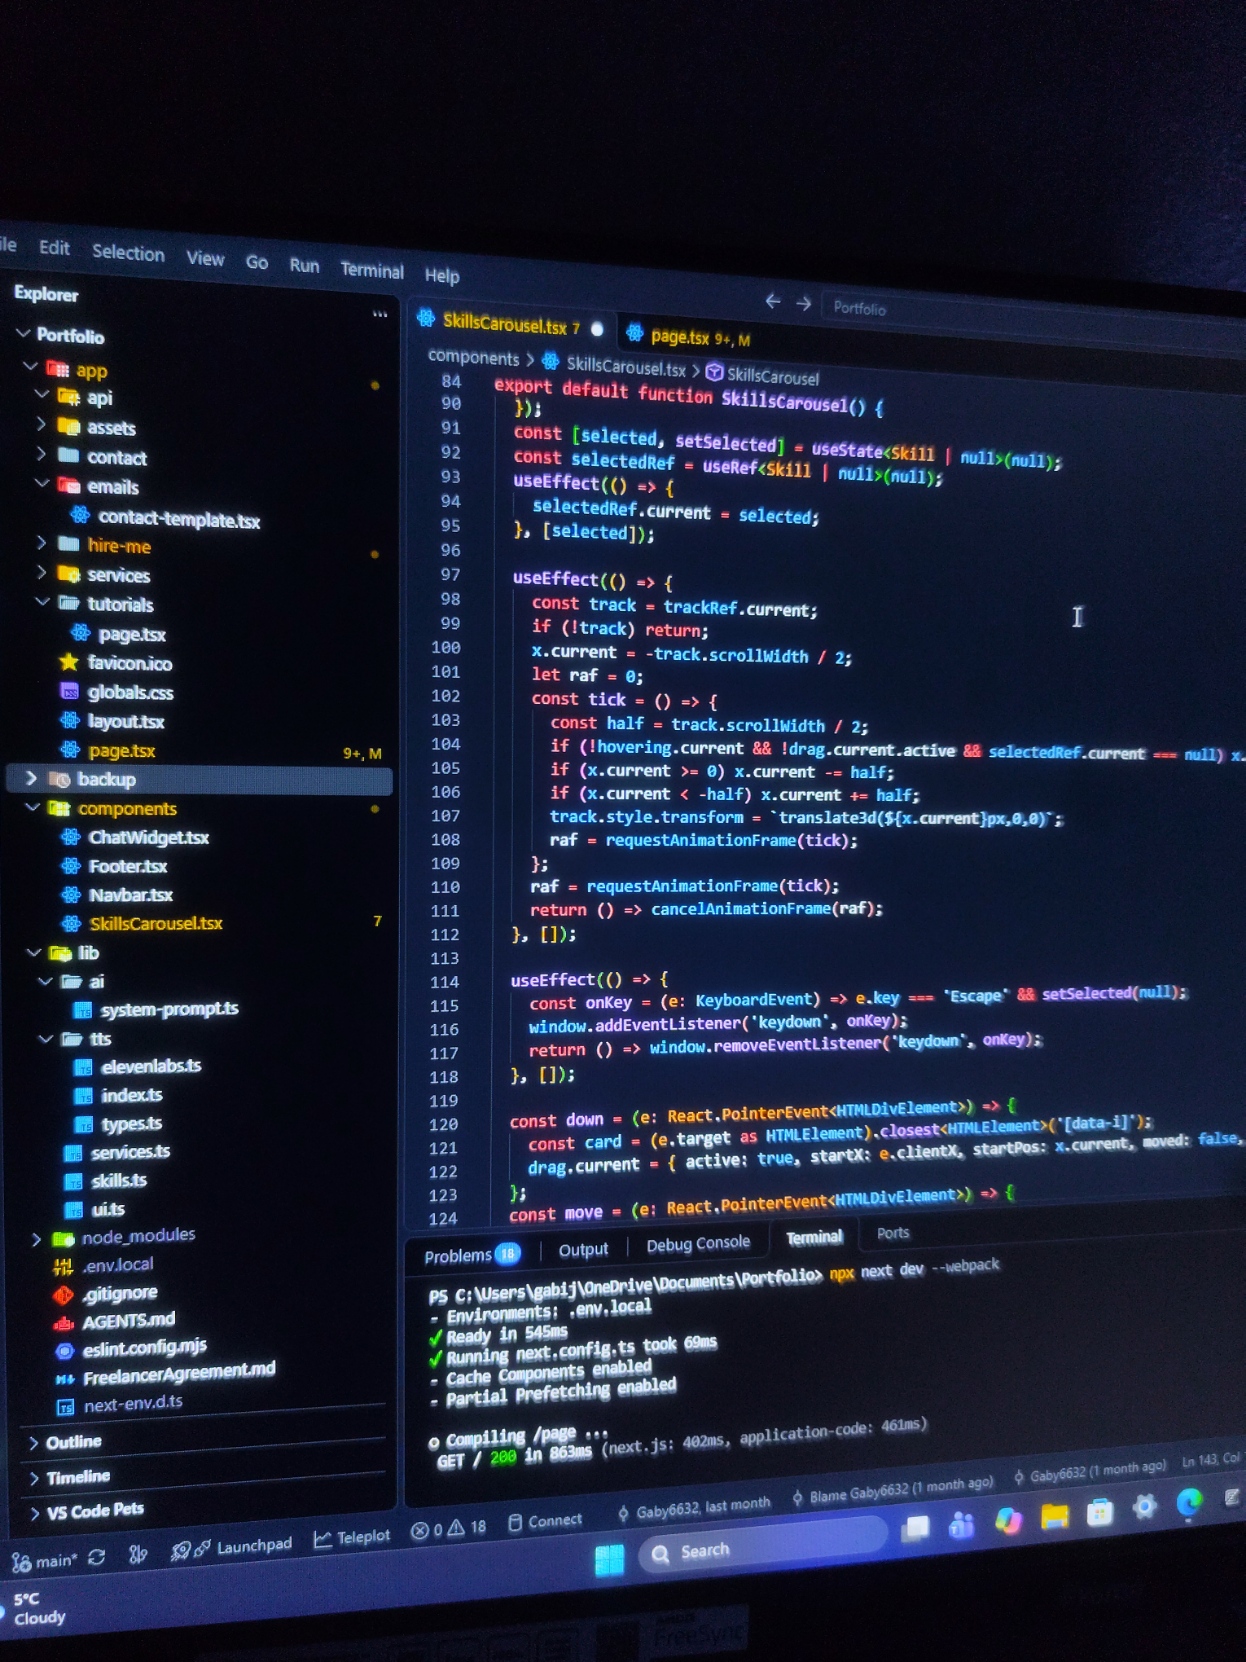 ile Edit Selection View Go Run Terminal Help
Portfolio
Explorer
Portfolio
app
api
assets
contact
emails
contact-template.tsx
hire-me
services
tutorials
page.tsx
favicon.ico
globals.css
layout.tsx
page.tsx 9+, M
backup
components
ChatWidget.tsx
Footer.tsx
Navbar.tsx
SkillsCarousel.tsx 7
lib
ai
system-prompt.ts
tts
elevenlabs.ts
index.ts
types.ts
services.ts
skills.ts
ui.ts
node_modules
.env.local
.gitignore
AGENTS.md
eslint.config.mjs
FreelancerAgreement.md
next-env.d.ts
Outline
Timeline
VS Code Pets
SkillsCarousel.tsx 7 page.tsx 9+, M
components > SkillsCarousel.tsx > SkillsCarousel
84 export default function SkillsCarousel() {
90 });
91 const [selected, setSelected] = useState<Skill | null>(null);
92 const selectedRef = useRef<Skill | null>(null);
93 useEffect(() => {
94 selectedRef.current = selected;
95 }, [selected]);
96
97 useEffect(() => {
98 const track = trackRef.current;
99 if (!track) return;
100 x.current = -track.scrollWidth / 2;
101 let raf = 0;
102 const tick = () => {
103 const half = track.scrollWidth / 2;
104 if (!hovering.current && !drag.current.active && selectedRef.current === null) x.
105 if (x.current >= 0) x.current -= half;
106 if (x.current < -half) x.current += half;
107 track.style.transform = `translate3d(${x.current}px,0,0)`;
108 raf = requestAnimationFrame(tick);
109 };
110 raf = requestAnimationFrame(tick);
111 return () => cancelAnimationFrame(raf);
112 }, []);
113
114 useEffect(() => {
115 const onKey = (e: KeyboardEvent) => e.key === 'Escape' && setSelected(null);
116 window.addEventListener('keydown', onKey);
117 return () => window.removeEventListener('keydown', onKey);
118 }, []);
119
120 const down = (e: React.PointerEvent<HTMLDivElement>) => {
121 const card = (e.target as HTMLElement).closest<HTMLElement>('[data-i]');
122 drag.current = { active: true, startX: e.clientX, startPos: x.current, moved: false,
123 };
124 const move = (e: React.PointerEvent<HTMLDivElement>) => {
Problems 18 Output Debug Console Terminal Ports
PS C:\Users\gabij\OneDrive\Documents\Portfolio> npx next dev --webpack
- Environments: .env.local
✓ Ready in 545ms
✓ Running next.config.ts took 69ms
- Cache Components enabled
- Partial Prefetching enabled
○ Compiling /page ...
GET / 200 in 863ms (next.js: 402ms, application-code: 461ms)
main* Launchpad Teleplot 0 18 Connect Gaby6632, last month Blame Gaby6632 (1 month ago) Gaby6632 (1 month ago) Ln 143, Col
Search
5°C
Cloudy
FreeSync